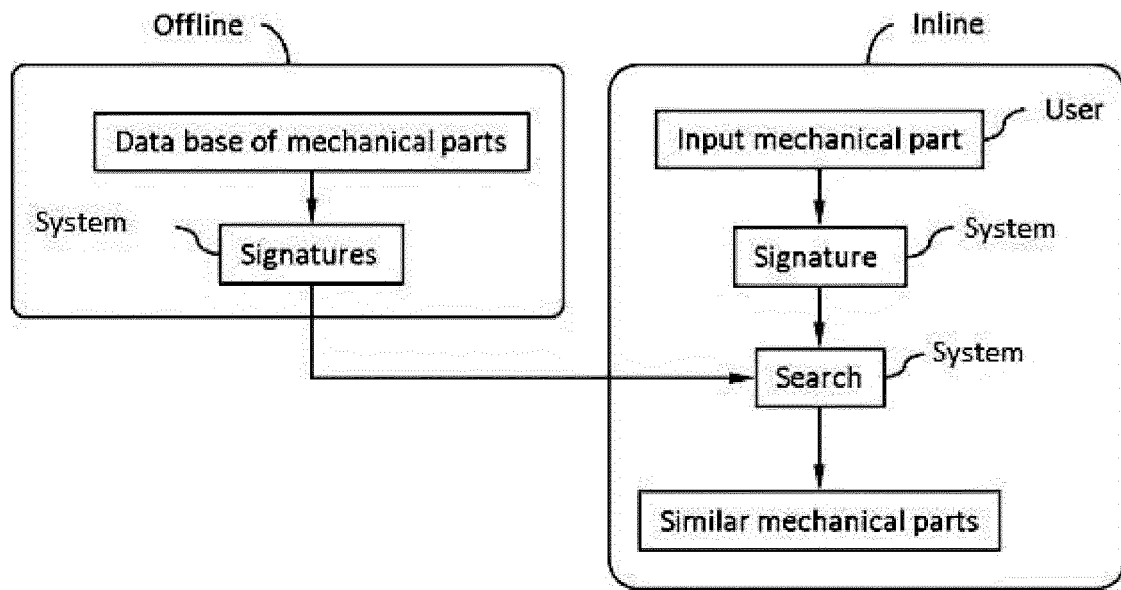 Offline
Data base of mechanical parts
System
Signatures
Inline
Input mechanical part
User
Signature
System
Search
System
Similar mechanical parts